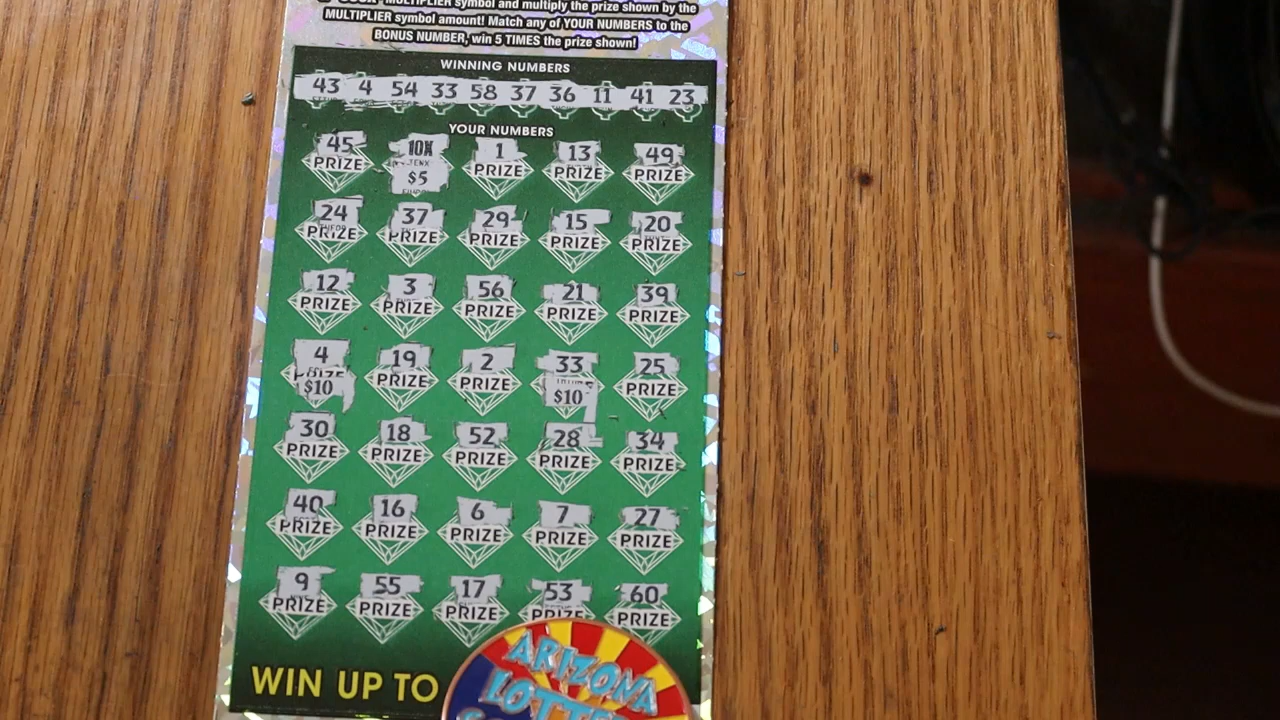 MULTIPLIER symbol and multiply the prize shown by the
MULTIPLIER symbol amount! Match any of YOUR NUMBERS to the
BONUS NUMBER, win 5 TIMES the prize shown!
WINNING NUMBERS
43 4 54 33 58 37 36 11 41 23
YOUR NUMBERS
45 10X 1 13 49
PRIZE TENX PRIZE PRIZE PRIZE
$5
24 37 29 15 20
PRIZE PRIZE PRIZE PRIZE PRIZE
12 3 56 21 39
PRIZE PRIZE PRIZE PRIZE PRIZE
4 19 2 33 25
PRIZE PRIZE PRIZE PRIZE
$10 $10
30 18 52 28 34
PRIZE PRIZE PRIZE PRIZE PRIZE
40 16 6 7 27
PRIZE PRIZE PRIZE PRIZE PRIZE
9 55 17 53 60
PRIZE PRIZE PRIZE PRIZE PRIZE
WIN UP TO
ARIZONA